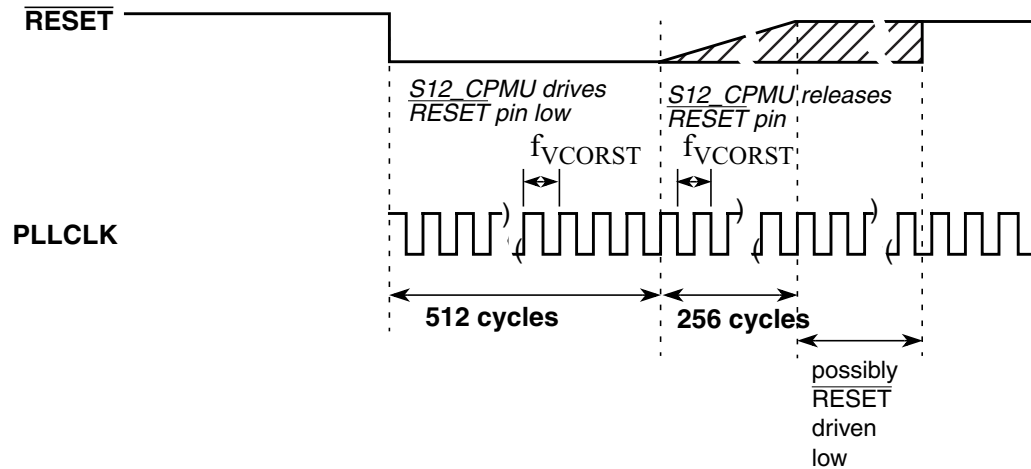 RESET
S12_CPMU drives
RESET pin low
S12_CPMU releases
RESET pin
fVCORST
fVCORST
PLLCLK
512 cycles
256 cycles
possibly
RESET
driven
low